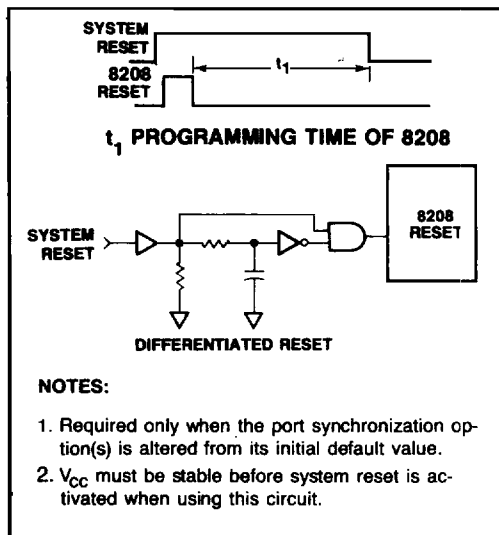 SYSTEM
RESET
8208
RESET
t₁
t₁ PROGRAMMING TIME OF 8208
SYSTEM
RESET
8208
RESET
DIFFERENTIATED RESET
NOTES:
1. Required only when the port synchronization op-
tion(s) is altered from its initial default value.
2. V_CC must be stable before system reset is ac-
tivated when using this circuit.